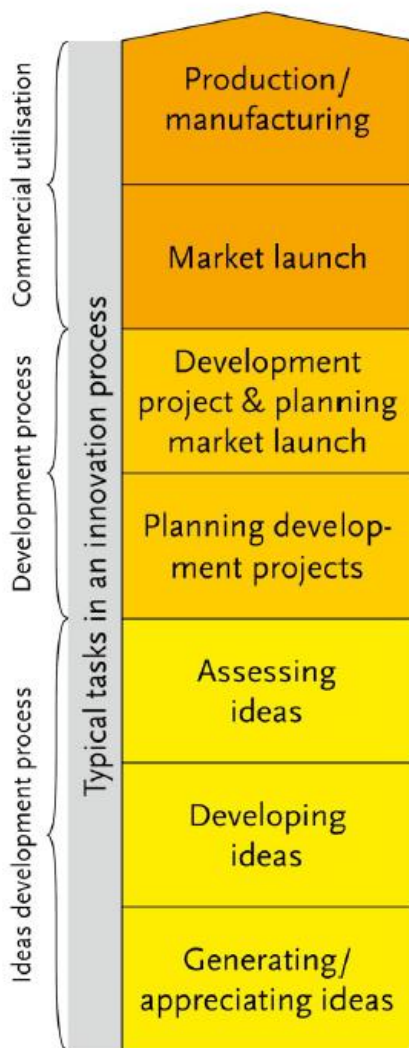 Production/
manufacturing
Market launch
Development
project & planning
market launch
Planning develop-
ment projects
Assessing
ideas
Developing
ideas
Generating/
appreciating ideas
Typical tasks in an innovation process
Commercial utilisation
Development process
Ideas development process